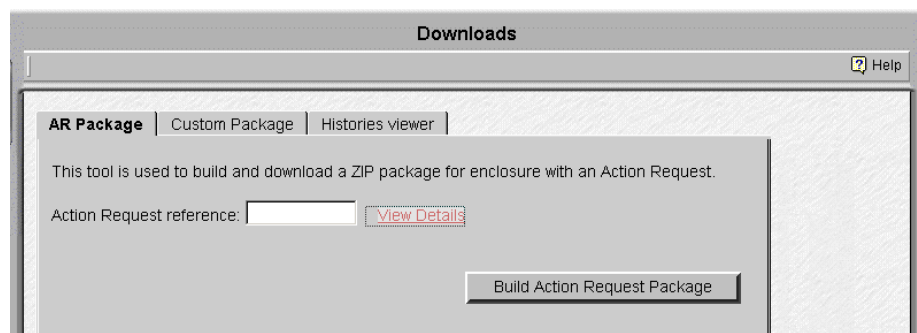 Downloads
Help
AR Package Custom Package Histories viewer
This tool is used to build and download a ZIP package for enclosure with an Action Request.
Action Request reference: View Details
Build Action Request Package